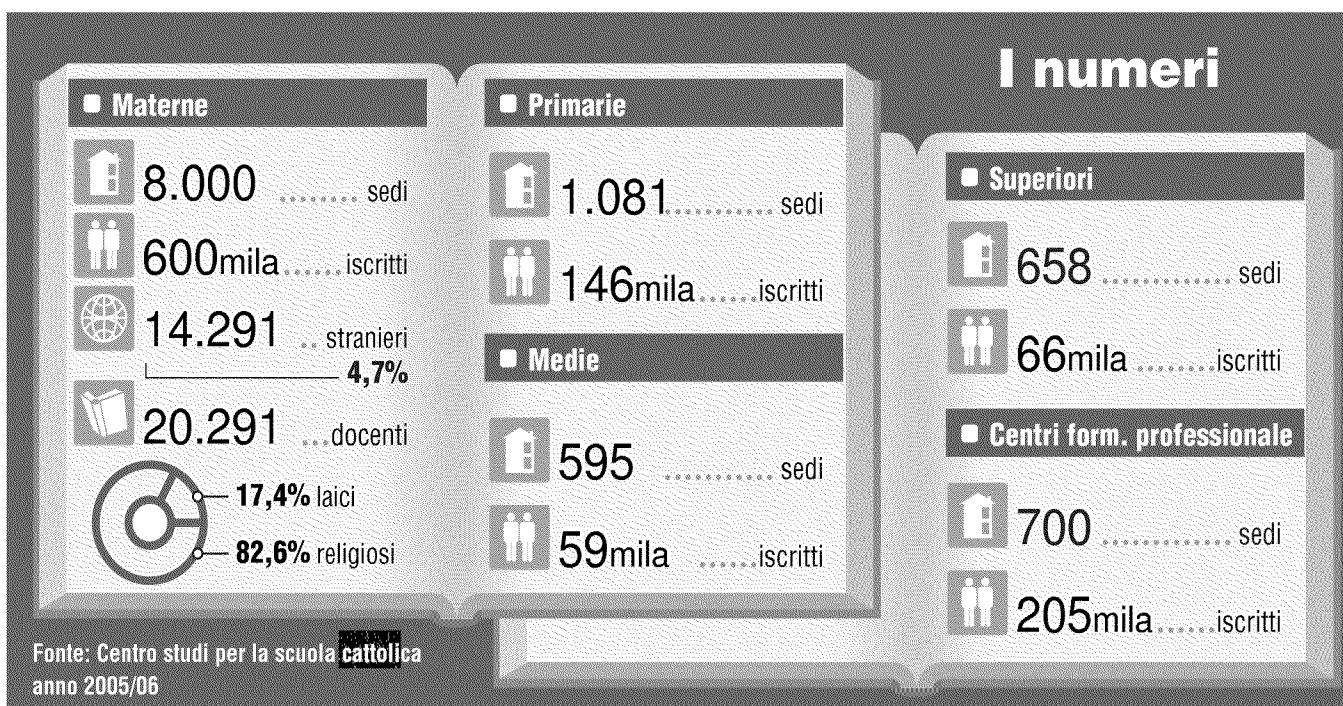 I numeri
Materne
8.000 ........ sedi
600mila ...... iscritti
14.291 .. stranieri
4,7%
20.291 ...docenti
17,4% laici
82,6% religiosi
Primarie
1.081........... sedi
146mila ......iscritti
Medie
595 ........... sedi
59mila ......iscritti
Superiori
658 ............ sedi
66mila ........iscritti
Centri form. professionale
700 ............ sedi
205mila ......iscritti
Fonte: Centro studi per la scuola cattolica
anno 2005/06